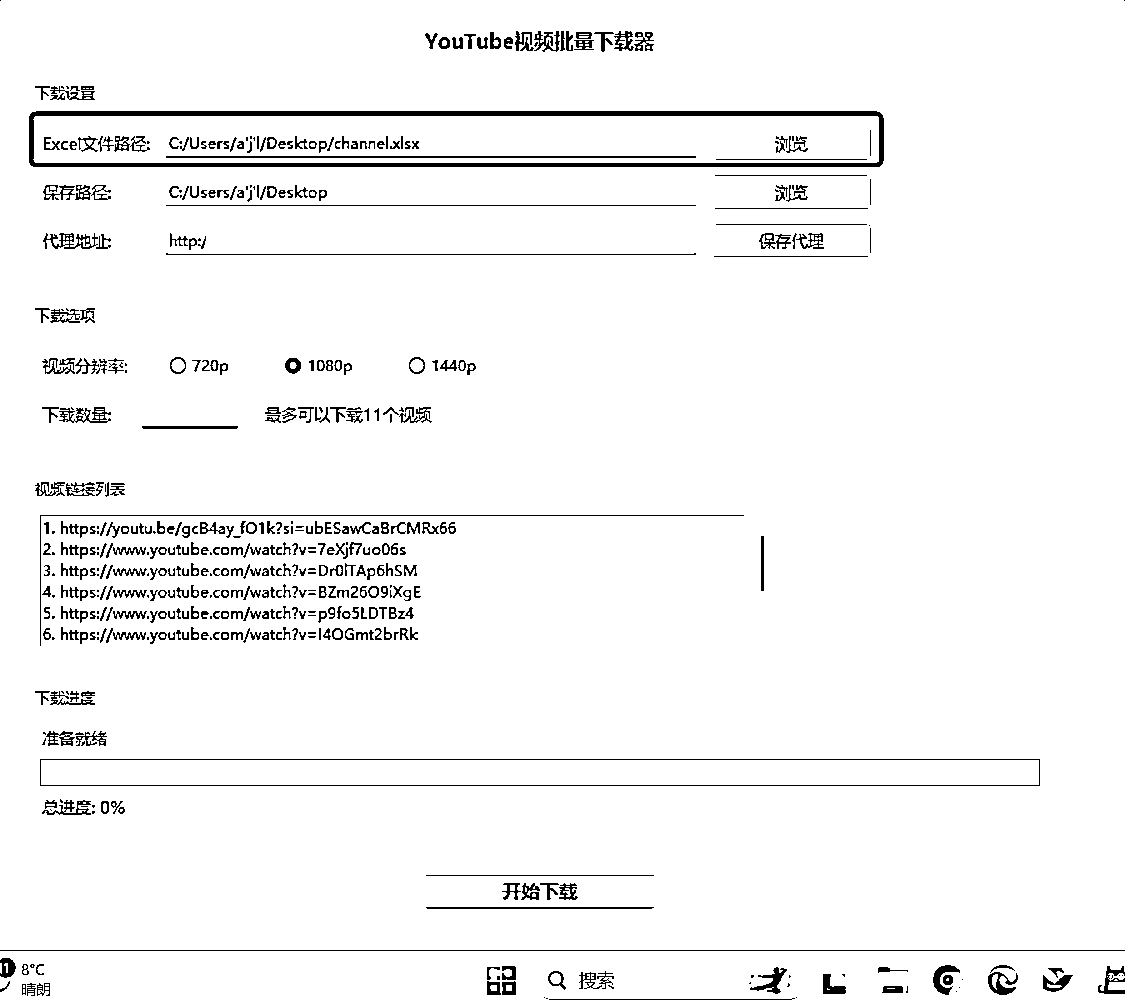 YouTube视频批量下载器
下载设置
Excel文件路径: C:/Users/a'j'l/Desktop/channel.xlsx 浏览
保存路径: C:/Users/a'j'l/Desktop 浏览
代理地址: http:/ 保存代理
下载选项
视频分辨率: 720p 1080p 1440p
下载数量: 最多可以下载11个视频
视频链接列表
1. https://youtu.be/gcB4ay_fO1k?si=ubESawCaBrCMRx66
2. https://www.youtube.com/watch?v=7eXjf7uo06s
3. https://www.youtube.com/watch?v=Dr0iTAp6hSM
4. https://www.youtube.com/watch?v=BZm26O9iXgE
5. https://www.youtube.com/watch?v=p9fo5LDTBz4
6. https://www.youtube.com/watch?v=I4OGmt2brRk
下载进度
准备就绪
总进度: 0%
开始下载
8°C
晴朗
搜索